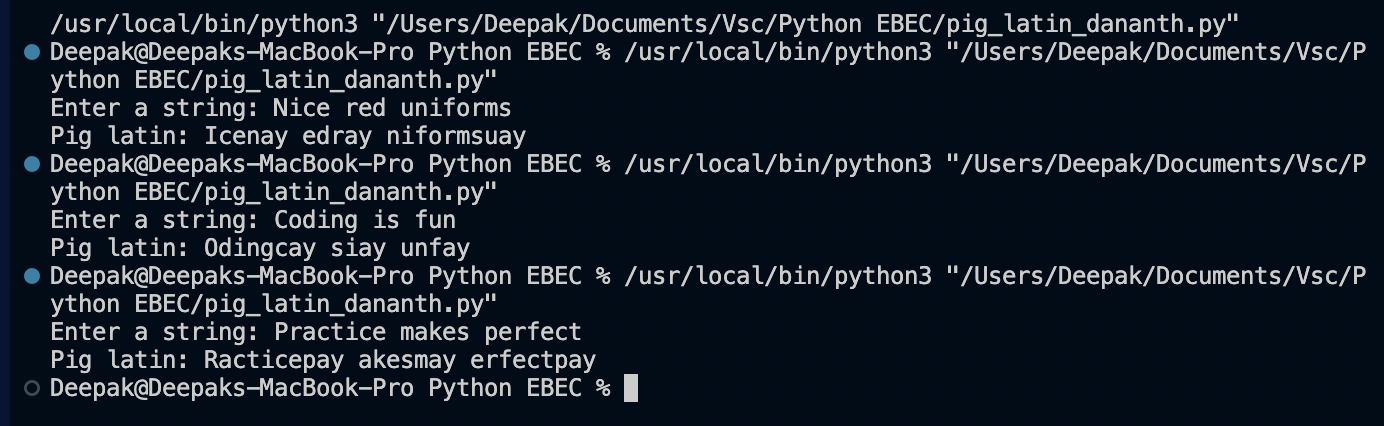 /usr/local/bin/python3 "/Users/Deepak/Documents/Vsc/Python EBEC/pig_latin_dananth.py"
Deepak@Deepaks-MacBook-Pro Python EBEC % /usr/local/bin/python3 "/Users/Deepak/Documents/Vsc/P
ython EBEC/pig_latin_dananth.py"
Enter a string: Nice red uniforms
Pig latin: Icenay edray niformsuay
Deepak@Deepaks-MacBook-Pro Python EBEC % /usr/local/bin/python3 "/Users/Deepak/Documents/Vsc/P
ython EBEC/pig_latin_dananth.py"
Enter a string: Coding is fun
Pig latin: Odingcay siay unfay
Deepak@Deepaks-MacBook-Pro Python EBEC % /usr/local/bin/python3 "/Users/Deepak/Documents/Vsc/P
ython EBEC/pig_latin_dananth.py"
Enter a string: Practice makes perfect
Pig latin: Racticepay akesmay erfectpay
Deepak@Deepaks-MacBook-Pro Python EBEC %